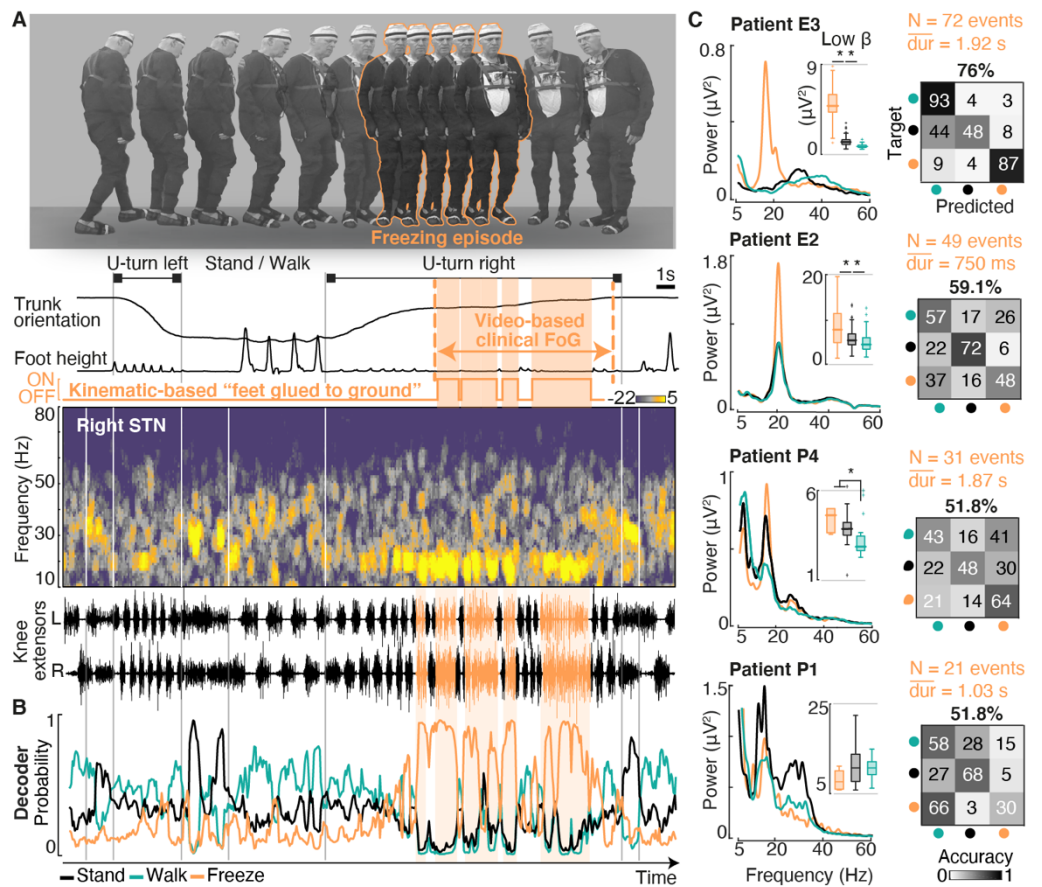 A
Freezing episode
U-turn left
Stand / Walk
U-turn right
1s
Trunk
orientation
Video-based
clinical FoG
Foot height
ON
OFF
Kinematic-based “feet glued to ground”
-22
5
Right STN
Frequency (Hz)
80
50
30
10
Knee
extensors
L
R
B
Decoder
Probability
1
0
Stand
Walk
Freeze
Time
C
Patient E3
Power (μV²)
0.8
0
5
20
40
60
Low β
* *
(μV²)
9
0
N = 72 events
dur = 1.92 s
76%
Target
93 4 3
44 48 8
9 4 87
Predicted
Patient E2
Power (μV²)
1.8
0
5
20
40
60
* *
20
0
N = 49 events
dur = 750 ms
59.1%
57 17 26
22 72 6
37 16 48
Patient P4
Power (μV²)
1
0
5
20
40
60
*
6
1
N = 31 events
dur = 1.87 s
51.8%
43 16 41
22 48 30
21 14 64
Patient P1
Power (μV²)
1.5
0
5
20
40
60
Frequency (Hz)
25
5
N = 21 events
dur = 1.03 s
51.8%
58 28 15
27 68 5
66 3 30
Accuracy
0
1